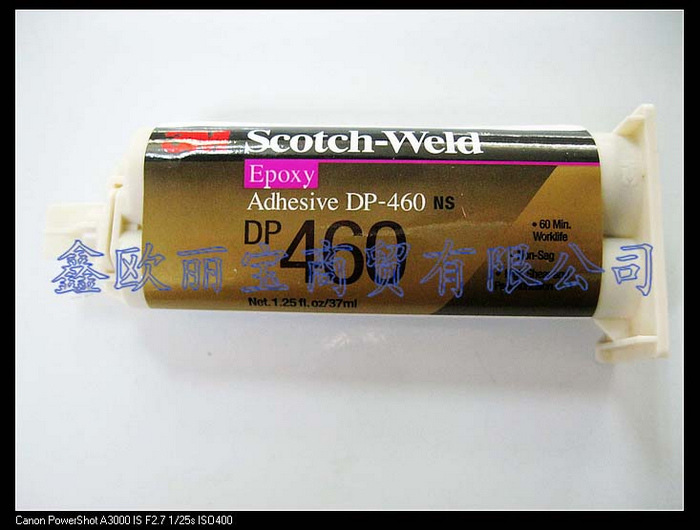 3M Scotch-Weld
Epoxy
Adhesive DP-460 NS
DP 460
Net. 1.25 fl. oz/37ml
• 60 Min.
Worklife
Non-Sag
鑫欧丽宝商贸有限公司
Canon PowerShot A3000 IS F2.7 1/25s ISO400